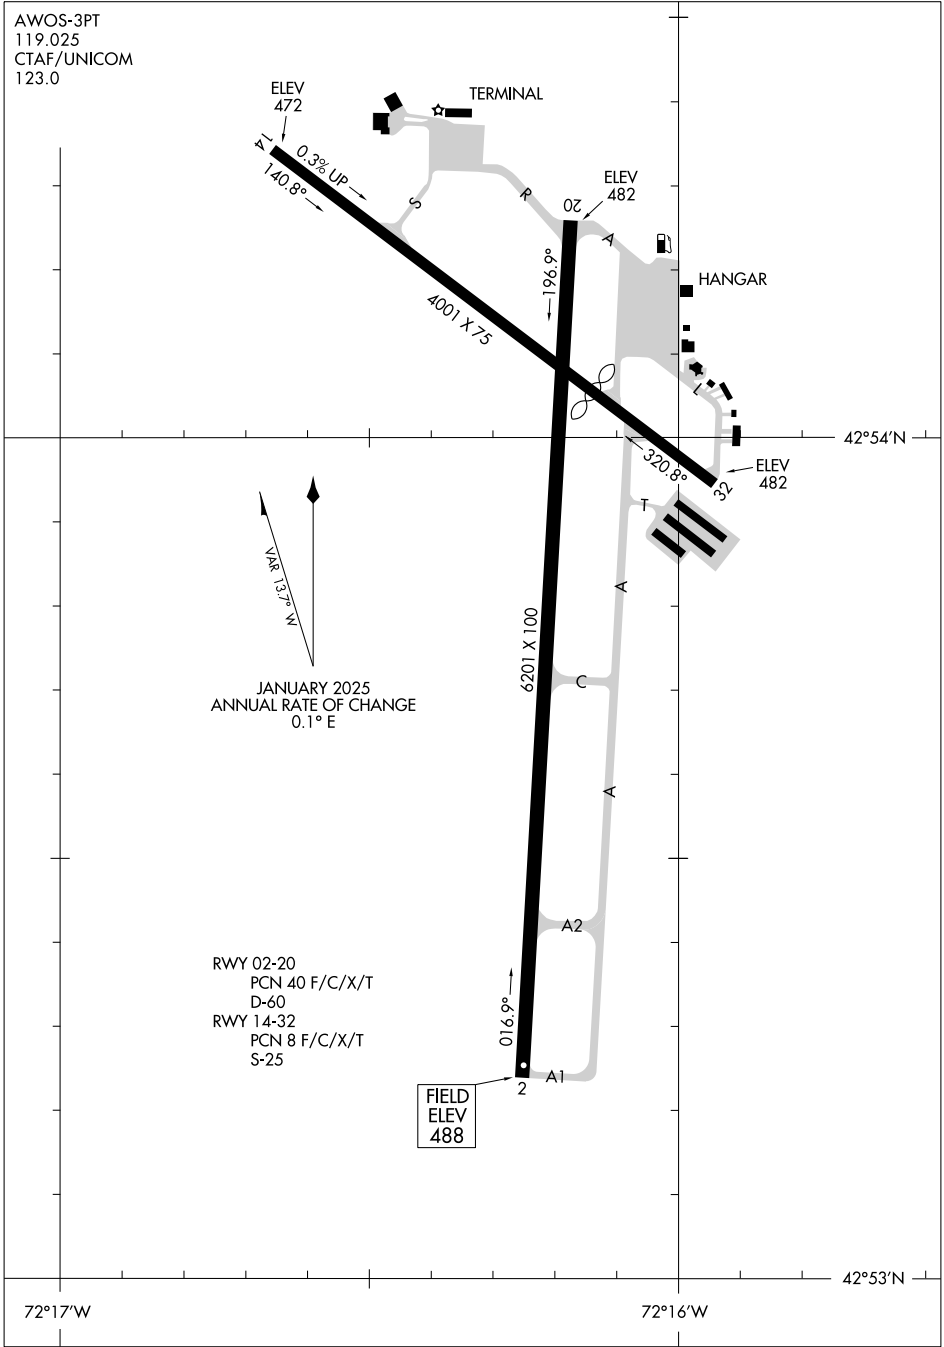 AWOS-3PT
119.025
CTAF/UNICOM
123.0
ELEV
472
TERMINAL
14
0.3% UP
140.8°
S
R
ELEV
482
20
A
196.9°
HANGAR
4001 X 75
L
42°54'N
320.8°
ELEV
482
32
T
VAR 13.7° W
A
6201 X 100
C
JANUARY 2025
ANNUAL RATE OF CHANGE
0.1° E
A
A2
RWY 02-20
PCN 40 F/C/X/T
D-60
RWY 14-32
PCN 8 F/C/X/T
S-25
016.9°
A1
2
FIELD
ELEV
488
42°53'N
72°17'W
72°16'W